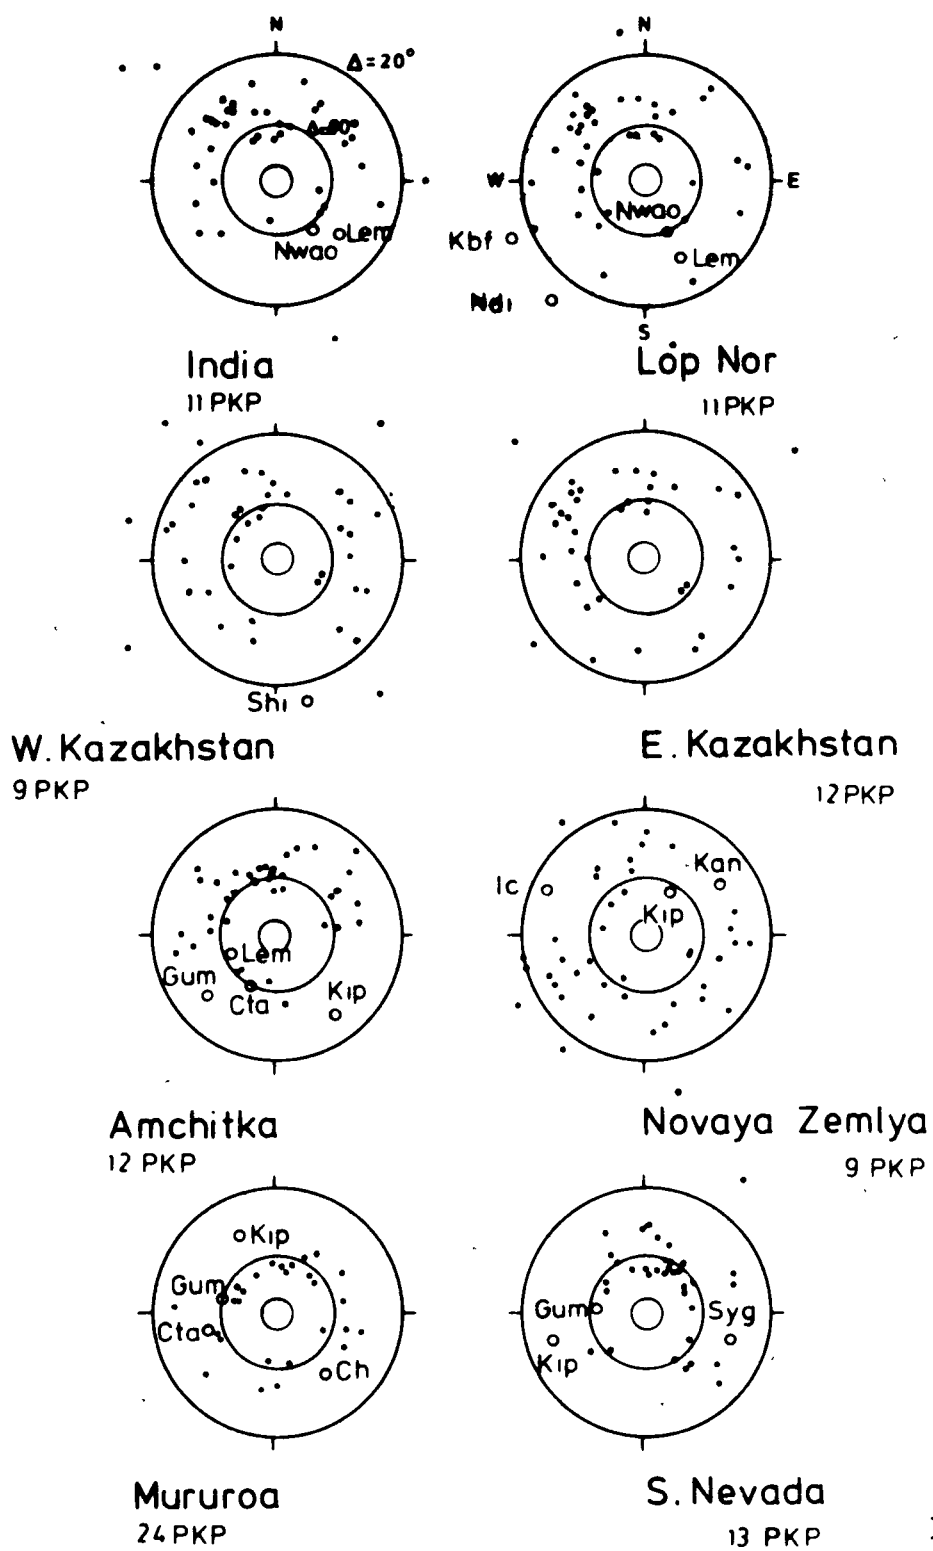 N
N
Δ=20°
W
E
Nwao
Kbf
Lem
Nwao
Lem
Ndi
S
India
Lop Nor
11 PKP
11 PKP
Shi
W. Kazakhstan
E. Kazakhstan
9 PKP
12 PKP
Ic
Kan
Kip
Lem
Gum
Cta
Kip
Amchitka
Novaya Zemlya
12 PKP
9 PKP
Kip
Gum
Cta
Ch
Gum
Syg
Kip
Mururoa
S. Nevada
24 PKP
13 PKP